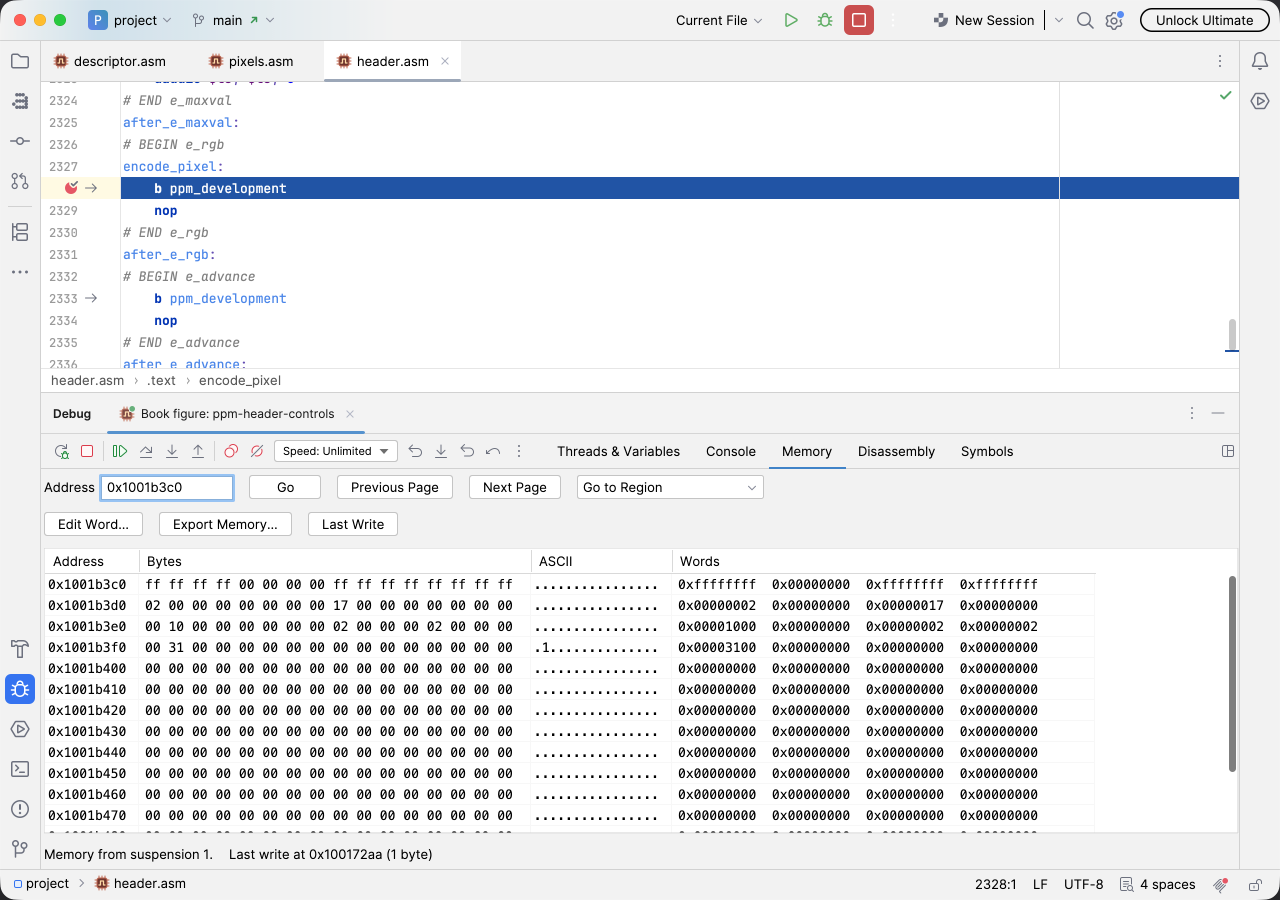 P project main Current File New Session Unlock Ultimate
descriptor.asm pixels.asm header.asm
2324 # END e_maxval
2325 after_e_maxval:
2326 # BEGIN e_rgb
2327 encode_pixel:
b ppm_development
2329 nop
2330 # END e_rgb
2331 after_e_rgb:
2332 # BEGIN e_advance
2333 b ppm_development
2334 nop
2335 # END e_advance
2336 after_e_advance:
header.asm .text encode_pixel
Debug Book figure: ppm-header-controls
Speed: Unlimited Threads & Variables Console Memory Disassembly Symbols
Address 0x1001b3c0 Go Previous Page Next Page Go to Region
Edit Word... Export Memory... Last Write
Address Bytes ASCII Words
0x1001b3c0 ff ff ff ff 00 00 00 00 ff ff ff ff ff ff ff ff ................ 0xffffffff 0x00000000 0xffffffff 0xffffffff
0x1001b3d0 02 00 00 00 00 00 00 00 17 00 00 00 00 00 00 00 ................ 0x00000002 0x00000000 0x00000017 0x00000000
0x1001b3e0 00 10 00 00 00 00 00 00 02 00 00 00 02 00 00 00 ................ 0x00001000 0x00000000 0x00000002 0x00000002
0x1001b3f0 00 31 00 00 00 00 00 00 00 00 00 00 00 00 00 00 .1.............. 0x00003100 0x00000000 0x00000000 0x00000000
0x1001b400 00 00 00 00 00 00 00 00 00 00 00 00 00 00 00 00 ................ 0x00000000 0x00000000 0x00000000 0x00000000
0x1001b410 00 00 00 00 00 00 00 00 00 00 00 00 00 00 00 00 ................ 0x00000000 0x00000000 0x00000000 0x00000000
0x1001b420 00 00 00 00 00 00 00 00 00 00 00 00 00 00 00 00 ................ 0x00000000 0x00000000 0x00000000 0x00000000
0x1001b430 00 00 00 00 00 00 00 00 00 00 00 00 00 00 00 00 ................ 0x00000000 0x00000000 0x00000000 0x00000000
0x1001b440 00 00 00 00 00 00 00 00 00 00 00 00 00 00 00 00 ................ 0x00000000 0x00000000 0x00000000 0x00000000
0x1001b450 00 00 00 00 00 00 00 00 00 00 00 00 00 00 00 00 ................ 0x00000000 0x00000000 0x00000000 0x00000000
0x1001b460 00 00 00 00 00 00 00 00 00 00 00 00 00 00 00 00 ................ 0x00000000 0x00000000 0x00000000 0x00000000
0x1001b470 00 00 00 00 00 00 00 00 00 00 00 00 00 00 00 00 ................ 0x00000000 0x00000000 0x00000000 0x00000000
Memory from suspension 1. Last write at 0x100172aa (1 byte)
project header.asm 2328:1 LF UTF-8 4 spaces